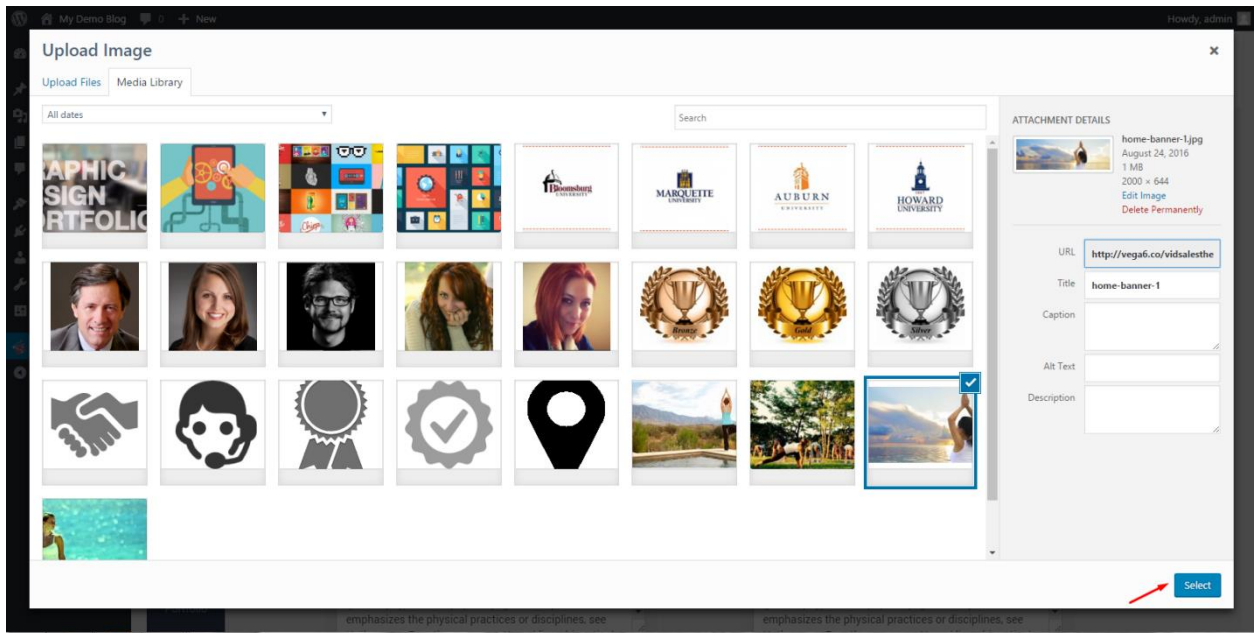 My Demo Blog 0 + New
Howdy, admin
Upload Image
Upload Files Media Library
All dates
Search
APHIC
SIGN
RTFOLIO
Chipp
Bloomsburg
UNIVERSITY
MARQUETTE
UNIVERSITY
AUBURN
UNIVERSITY
HOWARD
UNIVERSITY
Bronze
Gold
Silver
ATTACHMENT DETAILS
home-banner-1.jpg
August 24, 2016
1 MB
2000 × 644
Edit Image
Delete Permanently
URL http://vega6.co/vidsalesthe
Title home-banner-1
Caption
Alt Text
Description
Select
emphasizes the physical practices or disciplines, see
emphasizes the physical practices or disciplines, see